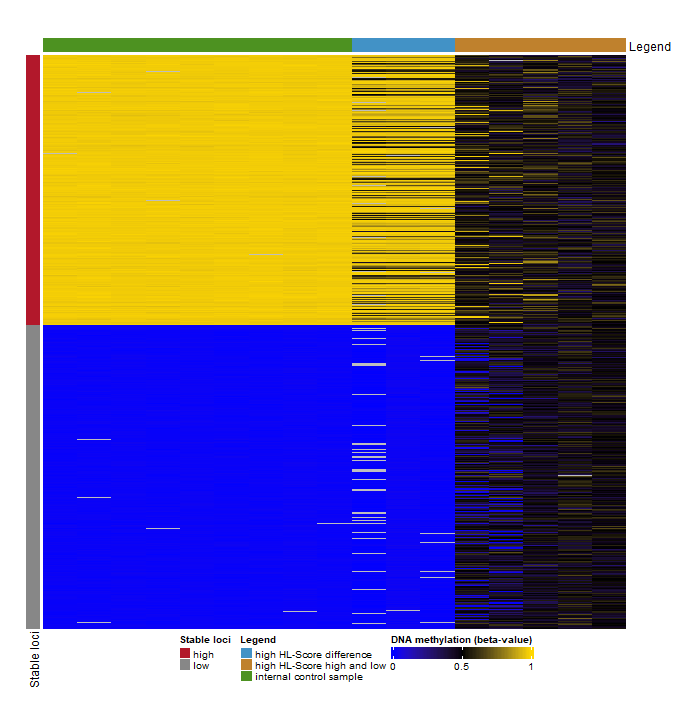 Legend
Stable loci
Stable loci
high
low
Legend
high HL-Score difference
high HL-Score high and low
internal control sample
DNA methylation (beta-value)
0 0.5 1